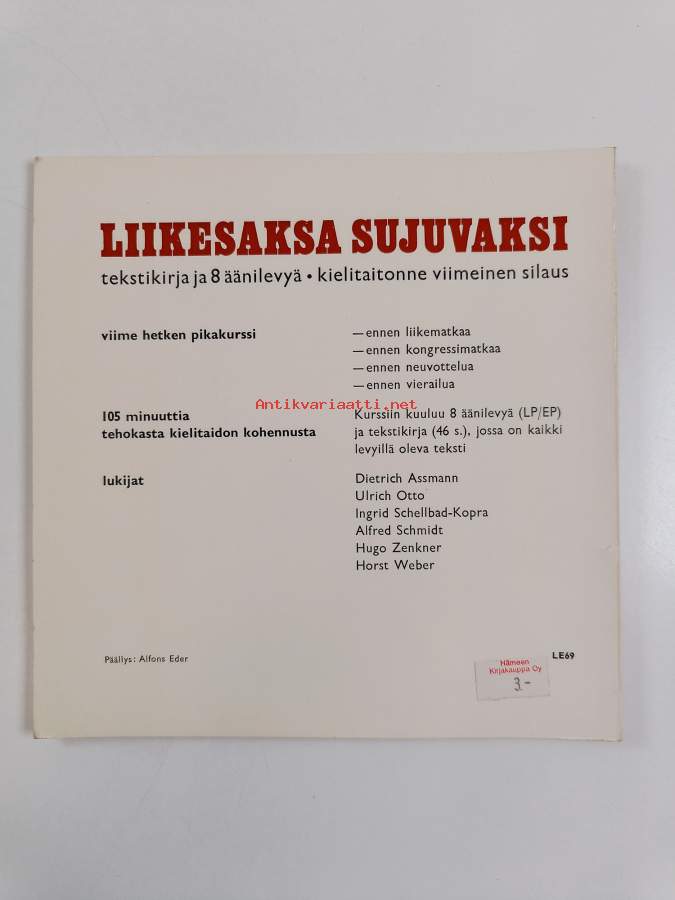 LIIKESAKSA SUJUVAKSI
tekstikirja ja 8 äänilevyä • kielitaitonne viimeinen silaus
viime hetken pikakurssi
— ennen liikematkaa
— ennen kongressimatkaa
— ennen neuvottelua
— ennen vierailua
Antikvariaatti.net
105 minuuttia
tehokasta kielitaidon kohennusta
Kurssiin kuuluu 8 äänilevyä (LP/EP)
ja tekstikirja (46 s.), jossa on kaikki
levyillä oleva teksti
lukijat
Dietrich Assmann
Ulrich Otto
Ingrid Schellbad-Kopra
Alfred Schmidt
Hugo Zenkner
Horst Weber
Päällys: Alfons Eder
LE69
Hämeen
Kirjakauppa Oy
3.-